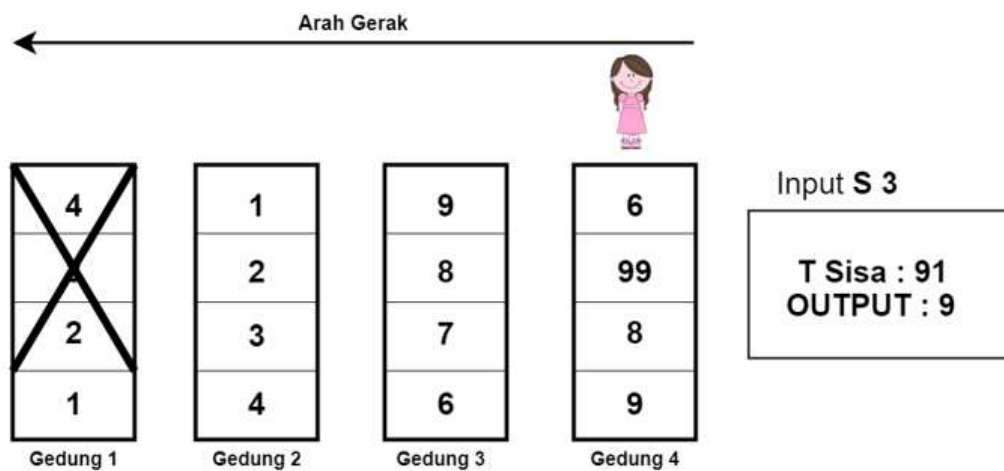 Arah Gerak
4 1 9 6
2 8 99
2 3 7 8
1 4 6 9
Gedung 1 Gedung 2 Gedung 3 Gedung 4
Input S 3
T Sisa : 91
OUTPUT : 9